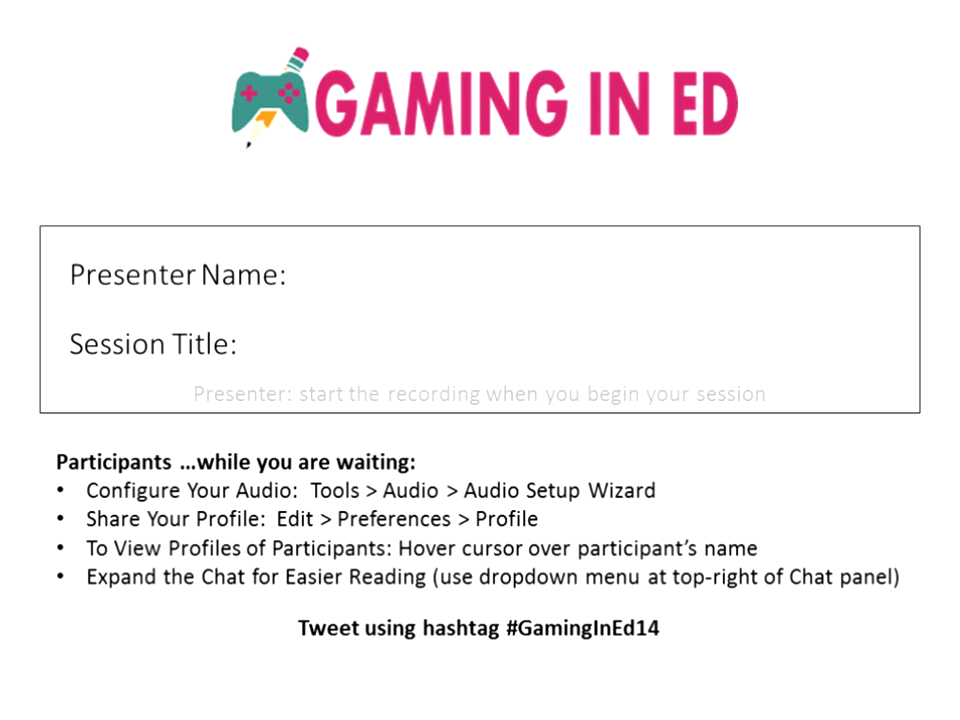 GAMING IN ED
Presenter Name:
Session Title:
Presenter: start the recording when you begin your session
Participants ...while you are waiting:
• Configure Your Audio: Tools > Audio > Audio Setup Wizard
• Share Your Profile: Edit > Preferences > Profile
• To View Profiles of Participants: Hover cursor over participant's name
• Expand the Chat for Easier Reading (use dropdown menu at top-right of Chat panel)
Tweet using hashtag #GamingInEd14